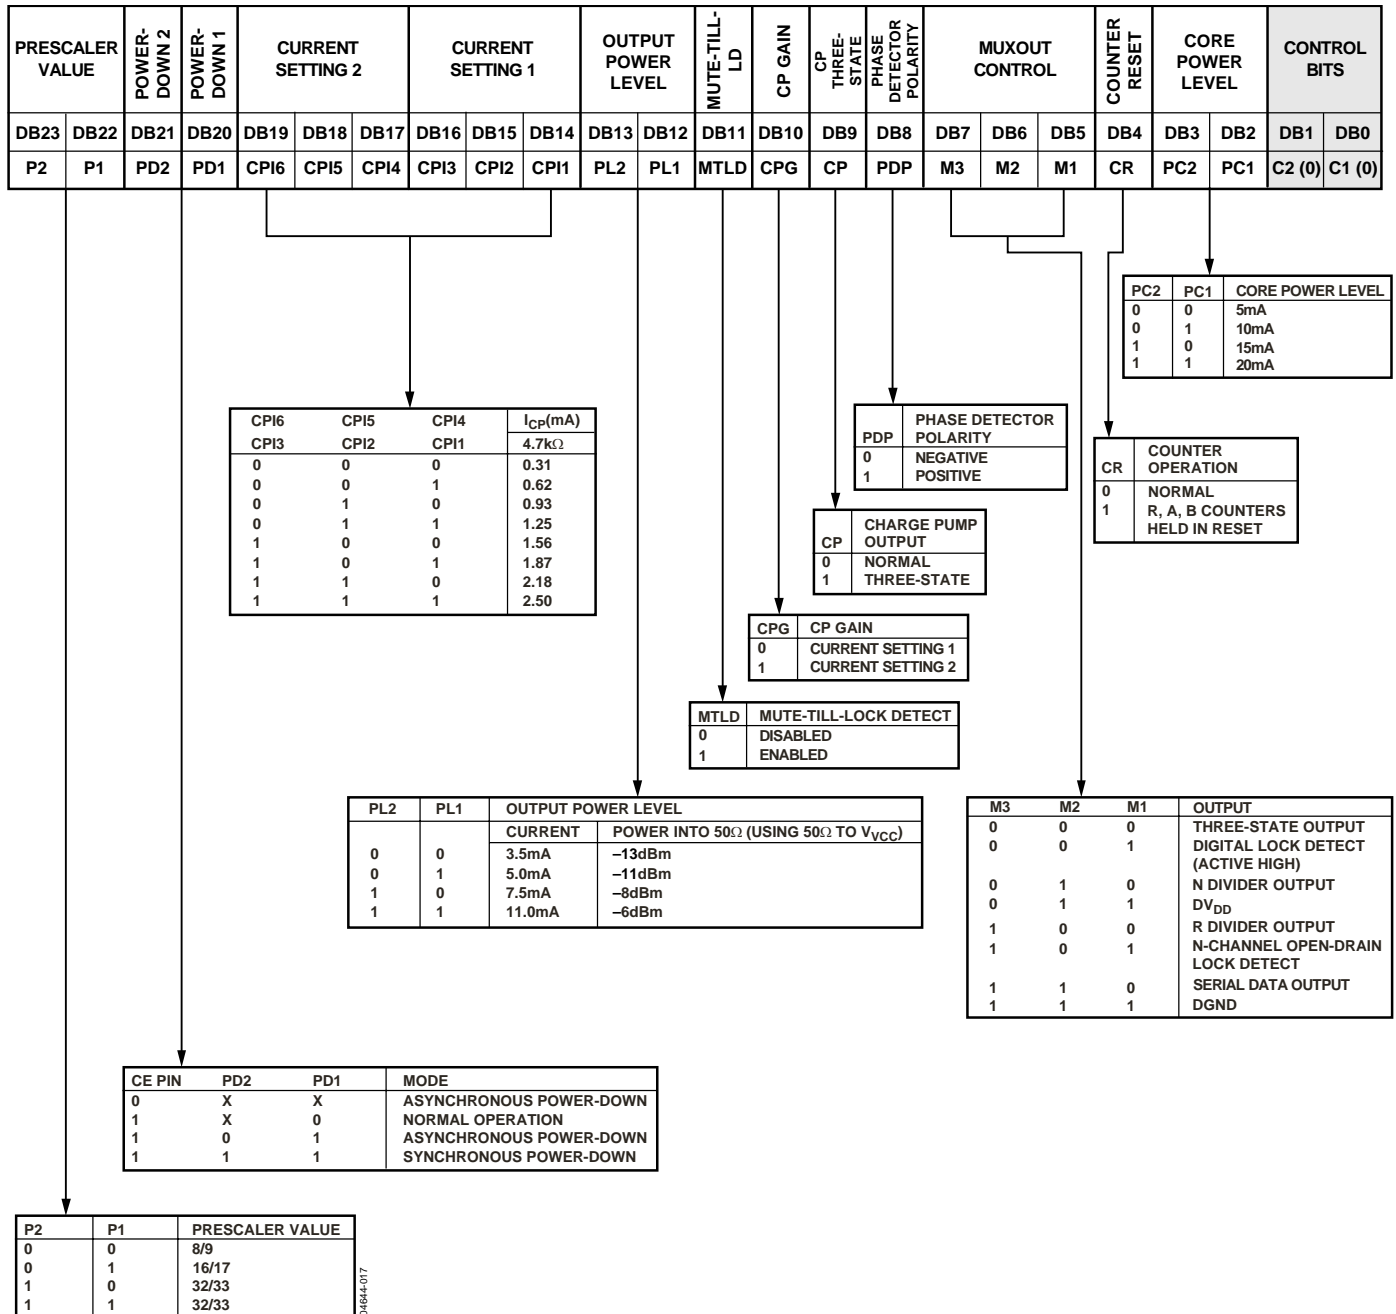 PRESCALER VALUE
POWER-DOWN 2
POWER-DOWN 1
CURRENT SETTING 2
CURRENT SETTING 1
OUTPUT POWER LEVEL
MUTE-TILL-LD
CP GAIN
CP THREE-STATE
PHASE DETECTOR POLARITY
MUXOUT CONTROL
COUNTER RESET
CORE POWER LEVEL
CONTROL BITS
DB23 DB22 DB21 DB20 DB19 DB18 DB17 DB16 DB15 DB14 DB13 DB12 DB11 DB10 DB9 DB8 DB7 DB6 DB5 DB4 DB3 DB2 DB1 DB0
P2 P1 PD2 PD1 CPI6 CPI5 CPI4 CPI3 CPI2 CPI1 PL2 PL1 MTLD CPG CP PDP M3 M2 M1 CR PC2 PC1 C2 (0) C1 (0)
PC2 PC1 CORE POWER LEVEL
0 0 5mA
0 1 10mA
1 0 15mA
1 1 20mA
CPI6 CPI5 CPI4 ICP(mA)
CPI3 CPI2 CPI1 4.7kΩ
0 0 0 0.31
0 0 1 0.62
0 1 0 0.93
0 1 1 1.25
1 0 0 1.56
1 0 1 1.87
1 1 0 2.18
1 1 1 2.50
PDP PHASE DETECTOR POLARITY
0 NEGATIVE
1 POSITIVE
CR COUNTER OPERATION
0 NORMAL
1 R, A, B COUNTERS
HELD IN RESET
CP CHARGE PUMP OUTPUT
0 NORMAL
1 THREE-STATE
CPG CP GAIN
0 CURRENT SETTING 1
1 CURRENT SETTING 2
MTLD MUTE-TILL-LOCK DETECT
0 DISABLED
1 ENABLED
PL2 PL1 OUTPUT POWER LEVEL
CURRENT POWER INTO 50Ω (USING 50Ω TO VVCC)
0 0 3.5mA –13dBm
0 1 5.0mA –11dBm
1 0 7.5mA –8dBm
1 1 11.0mA –6dBm
M3 M2 M1 OUTPUT
0 0 0 THREE-STATE OUTPUT
0 0 1 DIGITAL LOCK DETECT
(ACTIVE HIGH)
0 1 0 N DIVIDER OUTPUT
0 1 1 DVDD
1 0 0 R DIVIDER OUTPUT
1 0 1 N-CHANNEL OPEN-DRAIN
LOCK DETECT
1 1 0 SERIAL DATA OUTPUT
1 1 1 DGND
CE PIN PD2 PD1 MODE
0 X X ASYNCHRONOUS POWER-DOWN
1 X 0 NORMAL OPERATION
1 0 1 ASYNCHRONOUS POWER-DOWN
1 1 1 SYNCHRONOUS POWER-DOWN
P2 P1 PRESCALER VALUE
0 0 8/9
0 1 16/17
1 0 32/33
1 1 32/33
04644-017